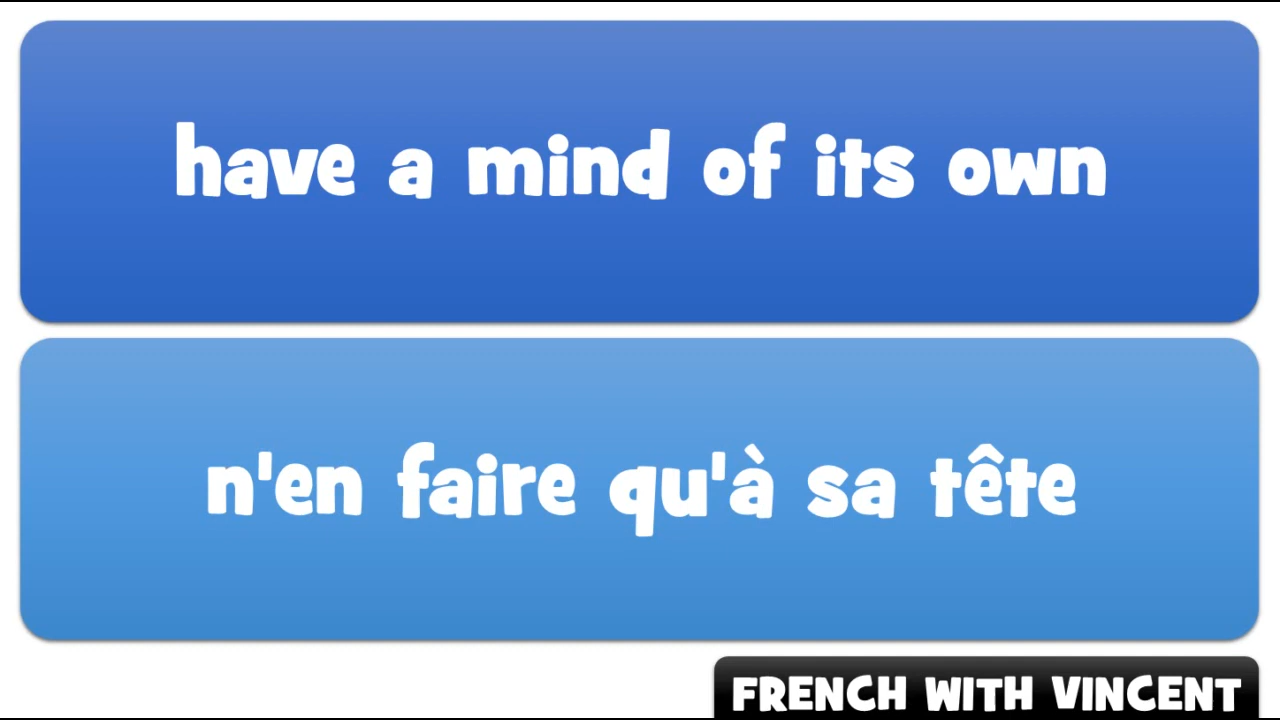 have a mind of its own
n'en faire qu'à sa tête
FRENCH WITH VINCENT